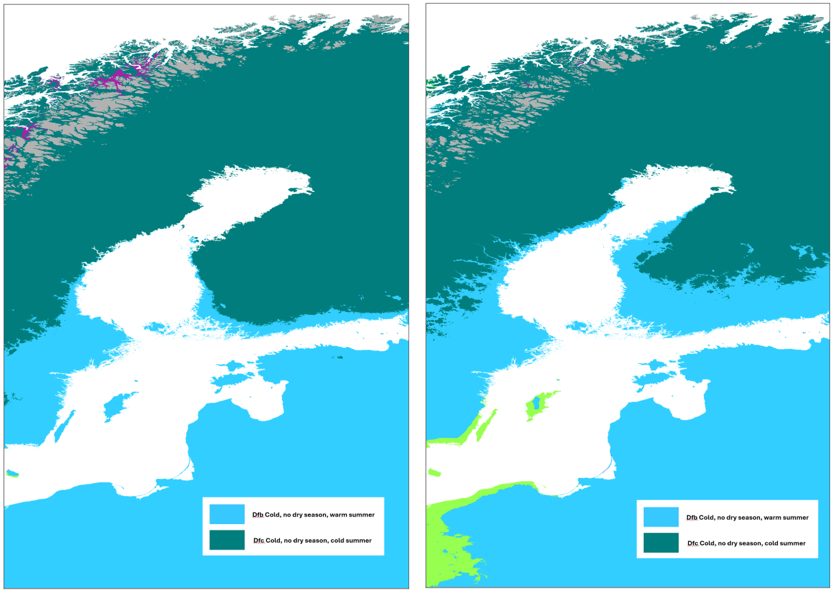 Dfb Cold, no dry season, warm summer
Dfc Cold, no dry season, cold summer
Dfb Cold, no dry season, warm summer
Dfc Cold, no dry season, cold summer